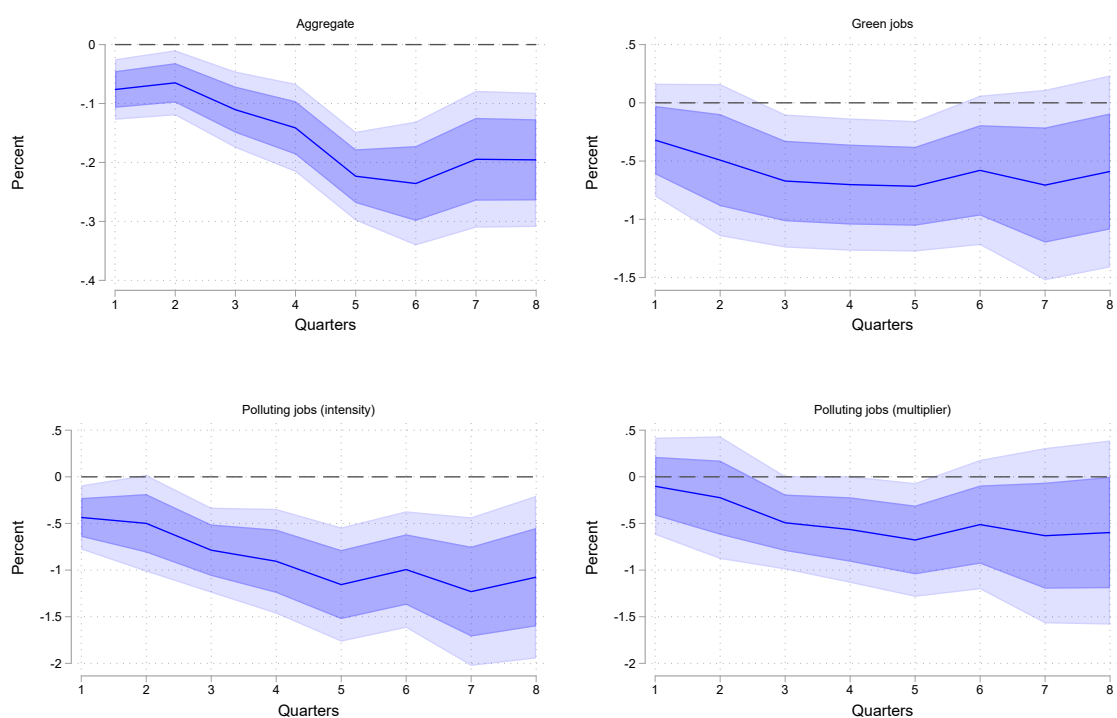 Aggregate
Percent
0
-.1
-.2
-.3
-.4
1 2 3 4 5 6 7 8
Quarters
Green jobs
Percent
.5
0
-.5
-1
-1.5
1 2 3 4 5 6 7 8
Quarters
Polluting jobs (intensity)
Percent
.5
0
-.5
-1
-1.5
-2
1 2 3 4 5 6 7 8
Quarters
Polluting jobs (multiplier)
Percent
.5
0
-.5
-1
-1.5
-2
1 2 3 4 5 6 7 8
Quarters